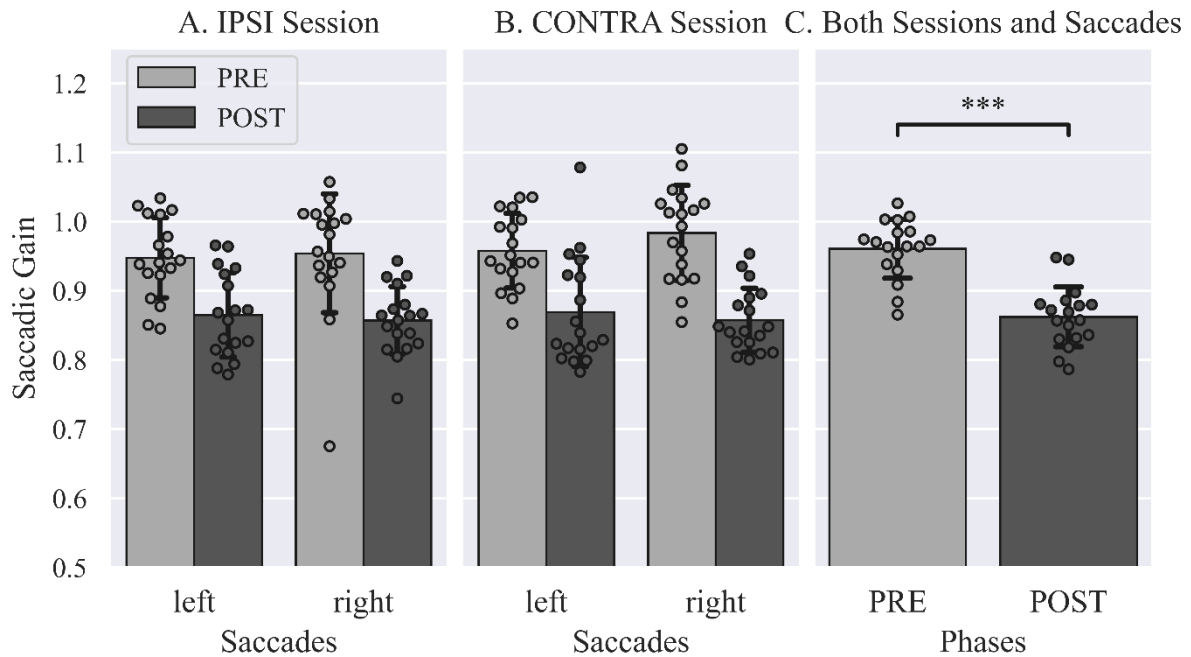 A. IPSI Session
B. CONTRA Session
C. Both Sessions and Saccades
PRE
POST
***
Saccadic Gain
1.2
1.1
1.0
0.9
0.8
0.7
0.6
0.5
left
right
left
right
PRE
POST
Saccades
Saccades
Phases